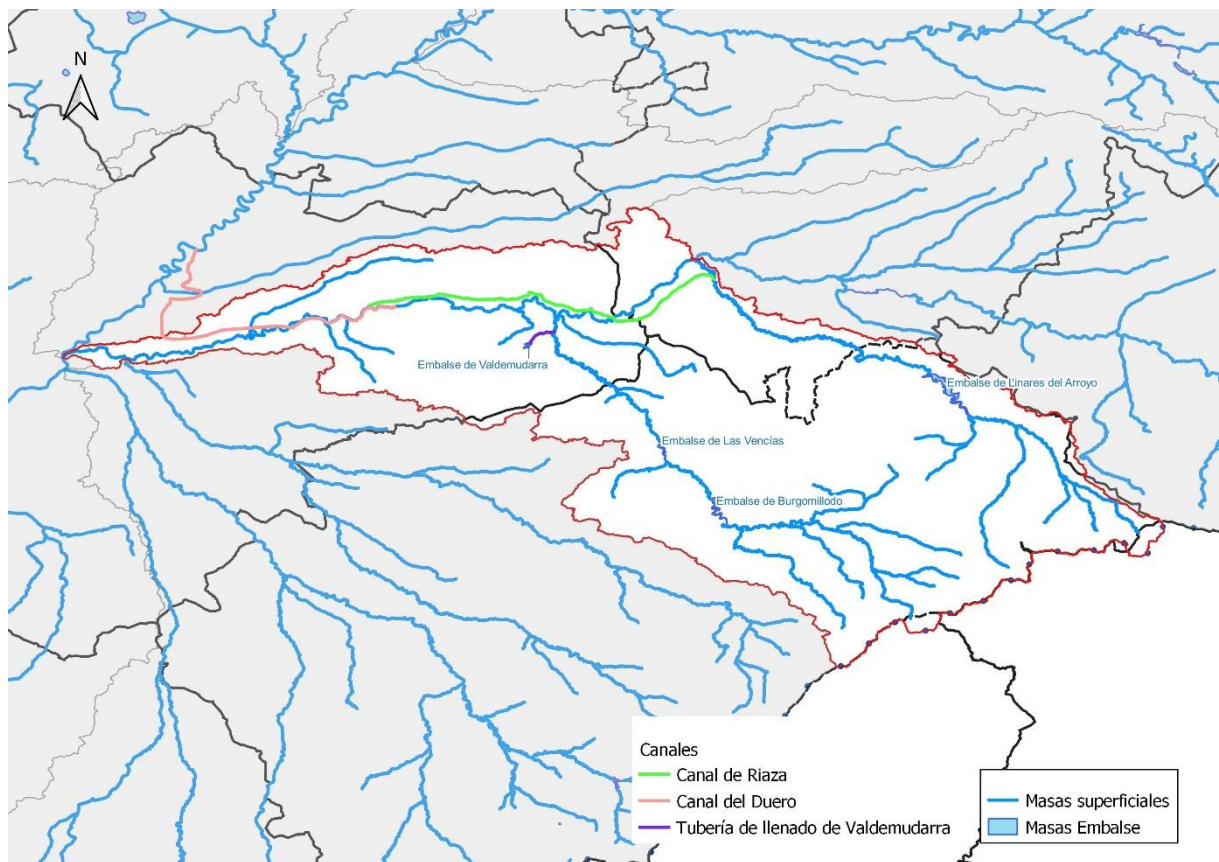 N
Embalse de Valdemudarra
Embalse de Linares del Arroyo
Embalse de Las Vencías
Embalse de Burgomillodo
Canales
Canal de Riaza
Canal del Duero
Tubería de llenado de Valdemudarra
Masas superficiales
Masas Embalse